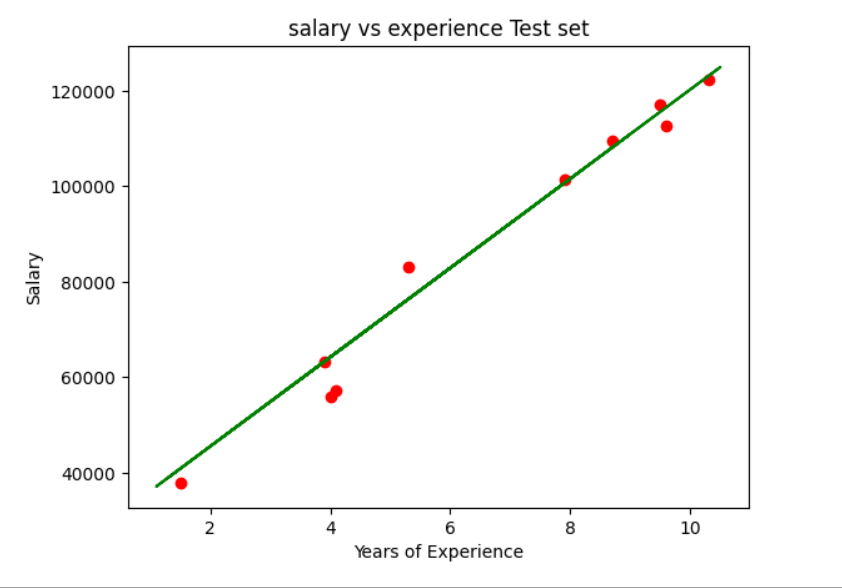 salary vs experience Test set
120000
100000
80000
60000
40000
Salary
2 4 6 8 10
Years of Experience